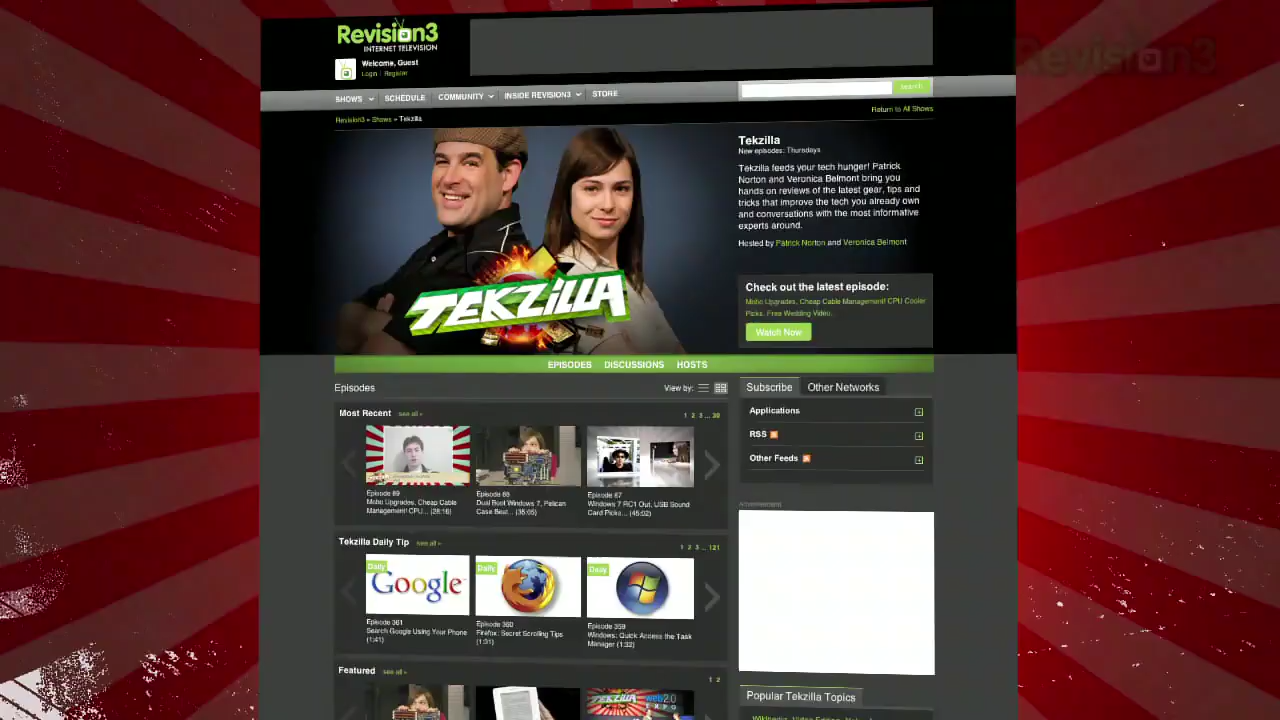 Revision3
INTERNET TELEVISION
Revision3
Welcome, Guest
Login | Register
SHOWS SCHEDULE COMMUNITY INSIDE REVISION3 STORE
search
Revision3 » Shows » Tekzilla
Return to All Shows
Tekzilla
New episodes: Thursdays
Tekzilla feeds your tech hunger! Patrick
Norton and Veronica Belmont bring you
hands on reviews of the latest gear, tips and
tricks that improve the tech you already own
and conversations with the most informative
experts around.
Hosted by Patrick Norton and Veronica Belmont
TEKZILLA
Check out the latest episode:
Mobo Upgrades, Cheap Cable Management! CPU Cooler
Picks. Free Wedding Video.
Watch Now
EPISODES DISCUSSIONS HOSTS
Episodes
View by:
Subscribe Other Networks
Most Recent see all »
1 2 3 ... 30
Applications
RSS
Other Feeds
Episode 89
Mobo Upgrades, Cheap Cable
Management! CPU... (28:16)
Episode 88
Dual Boot Windows 7, Pelican
Case Beat... (35:05)
Episode 87
Windows 7 RC1 Out, USB Sound
Card Picks... (45:02)
Advertisement
Tekzilla Daily Tip see all »
1 2 3 ... 121
Daily
Google
Daily
Daily
Episode 361
Search Google Using Your Phone
(1:41)
Episode 360
Firefox: Secret Scrolling Tips
(1:31)
Episode 359
Windows: Quick Access the Task
Manager (1:32)
Featured see all »
1 2
TEKZILLA
web2.0
EXPO
Popular Tekzilla Topics